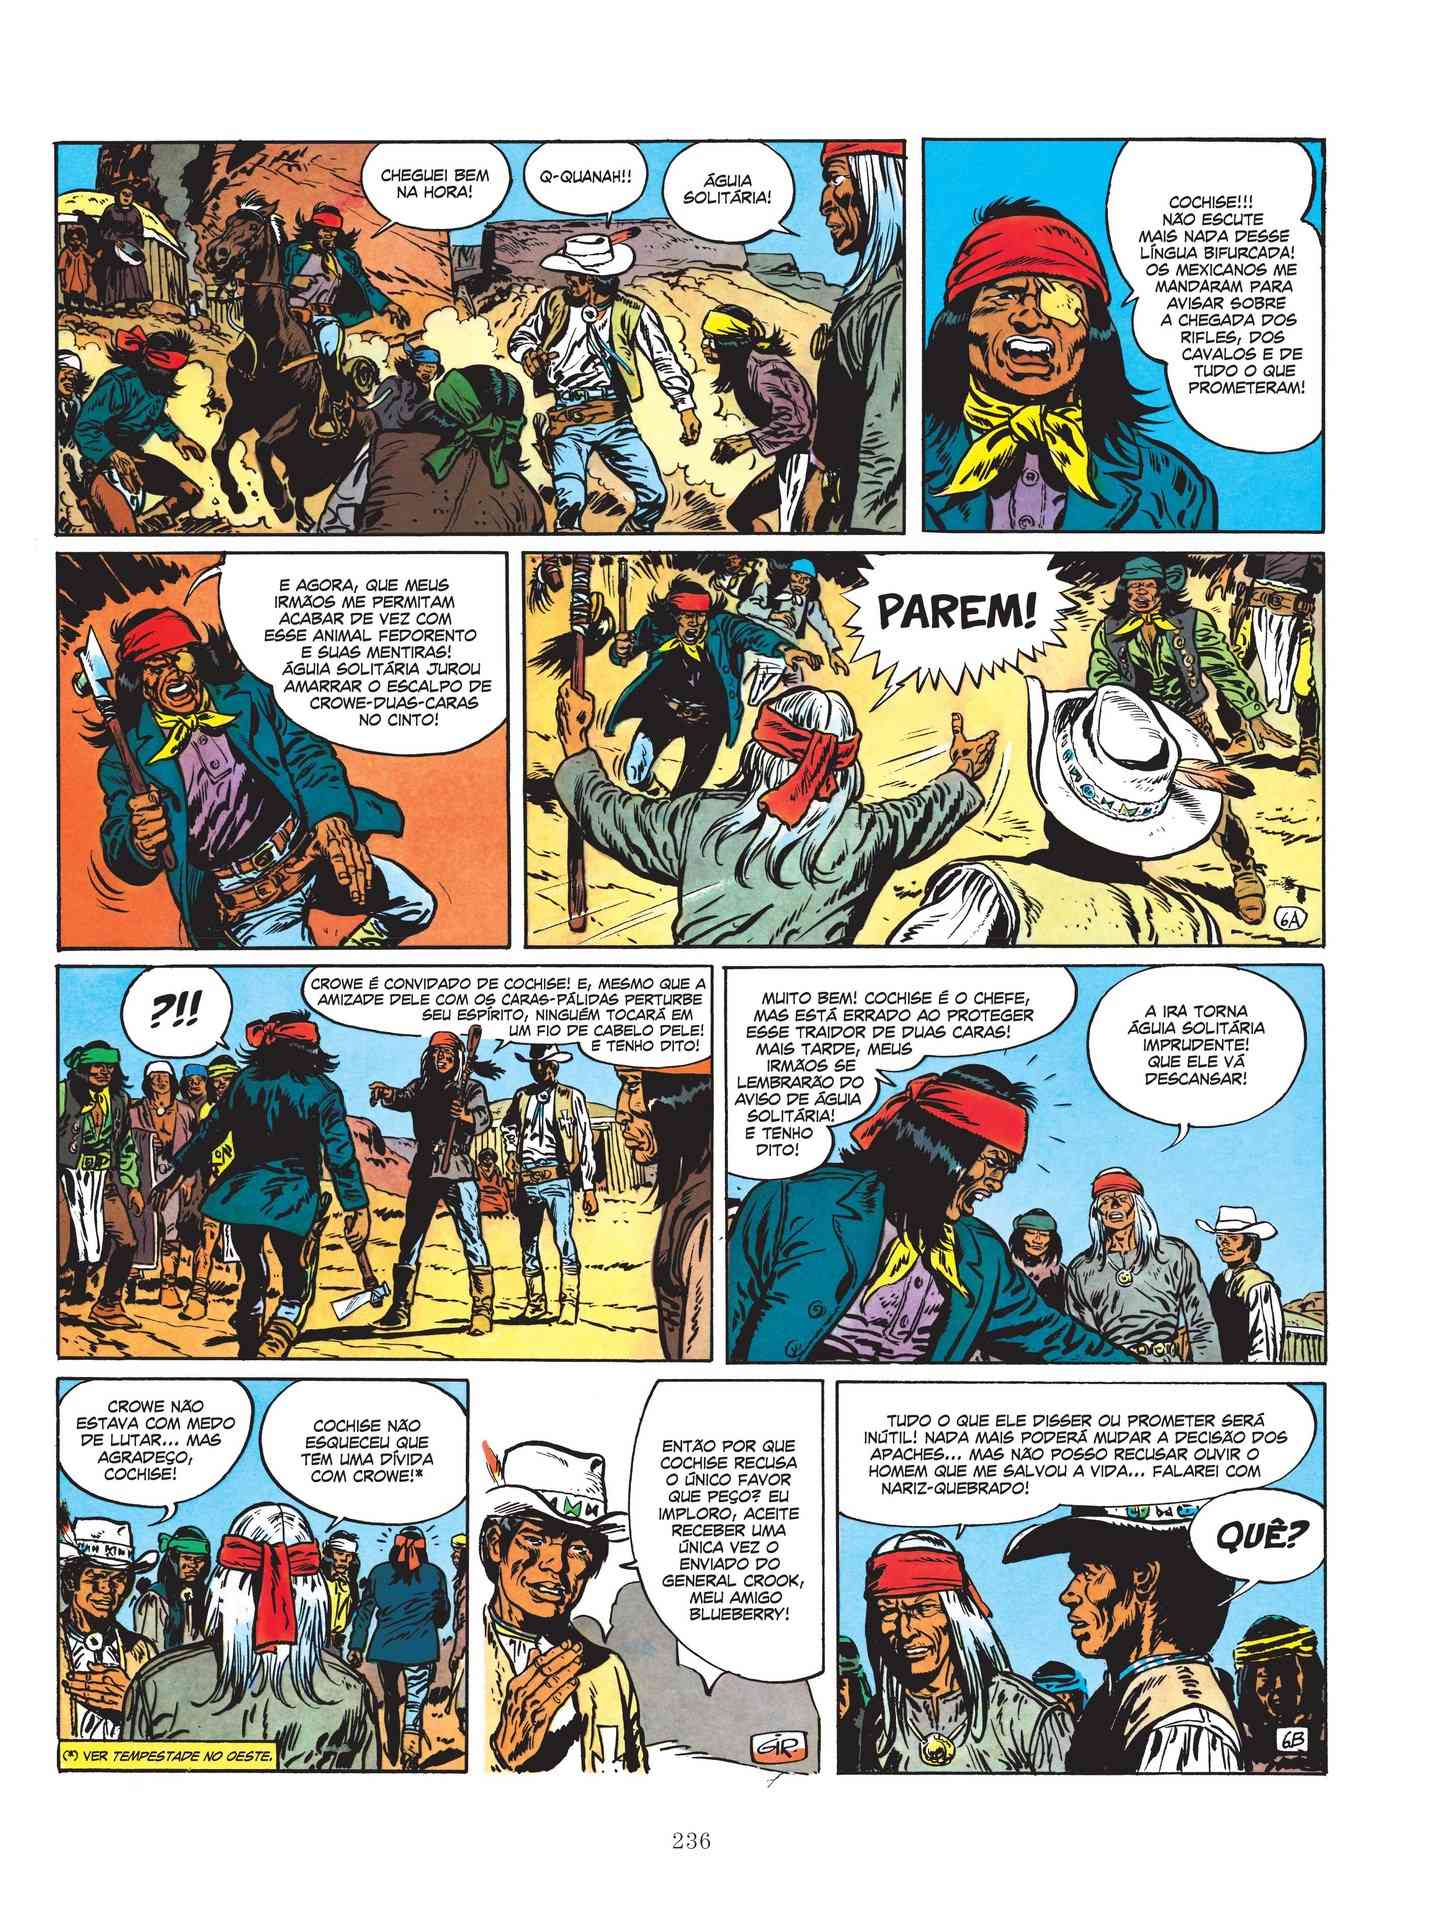 CHEGUEI BEM
NA HORA!
Q-QUANAH!!
ÁGUIA
SOLITÁRIA!
COCHISE!!!
NÃO ESCUTE
MAIS NADA DESSE
LÍNGUA BIFURCADA!
OS MEXICANOS ME
MANDARAM PARA
AVISAR SOBRE
A CHEGADA DOS
RIFLES, DOS
CAVALOS E DE
TUDO O QUE
PROMETERAM!
E AGORA, QUE MEUS
IRMÃOS ME PERMITAM
ACABAR DE VEZ COM
ESSE ANIMAL FEDORENTO
E SUAS MENTIRAS!
ÁGUIA SOLITÁRIA JUROU
AMARRAR O ESCALPO DE
CROWE-DUAS-CARAS
NO CINTO!
PAREM!
6A
?!!
CROWE É CONVIDADO DE COCHISE! E, MESMO QUE A
AMIZADE DELE COM OS CARAS-PÁLIDAS PERTURBE
SEU ESPÍRITO, NINGUÉM TOCARÁ EM
UM FIO DE CABELO DELE!
E TENHO DITO!
MUITO BEM! COCHISE É O CHEFE,
MAS ESTÁ ERRADO AO PROTEGER
ESSE TRAIDOR DE DUAS CARAS!
MAIS TARDE, MEUS
IRMÃOS SE
LEMBRARÃO DO
AVISO DE ÁGUIA
SOLITÁRIA!
E TENHO
DITO!
A IRA TORNA
ÁGUIA SOLITÁRIA
IMPRUDENTE!
QUE ELE VÁ
DESCANSAR!
CROWE NÃO
ESTAVA COM MEDO
DE LUTAR... MAS
AGRADEÇO,
COCHISE!
COCHISE NÃO
ESQUECEU QUE
TEM UMA DÍVIDA
COM CROWE!*
(*) VER TEMPESTADE NO OESTE.
ENTÃO POR QUE
COCHISE RECUSA
O ÚNICO FAVOR
QUE PEÇO? EU
IMPLORO, ACEITE
RECEBER UMA
ÚNICA VEZ O
ENVIADO DO
GENERAL CROOK,
MEU AMIGO
BLUEBERRY!
GIR
TUDO O QUE ELE DISSER OU PROMETER SERÁ
INÚTIL! NADA MAIS PODERÁ MUDAR A DECISÃO DOS
APACHES... MAS NÃO POSSO RECUSAR OUVIR O
HOMEM QUE ME SALVOU A VIDA... FALAREI COM
NARIZ-QUEBRADO!
QUÊ?
6B
236